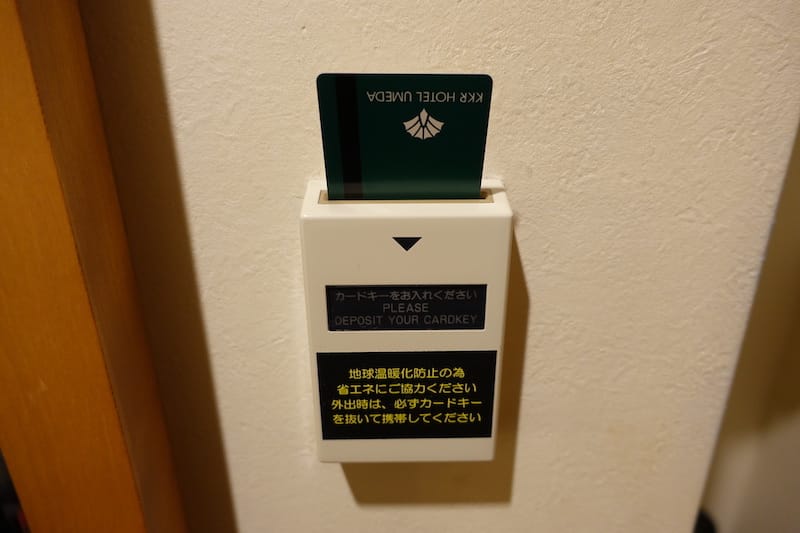 KKR HOTEL UMEDA
カードキーをお入れください
PLEASE
DEPOSIT YOUR CARDKEY
地球温暖化防止の為
省エネにご協力ください
外出時は、必ずカードキー
を抜いて携帯してください